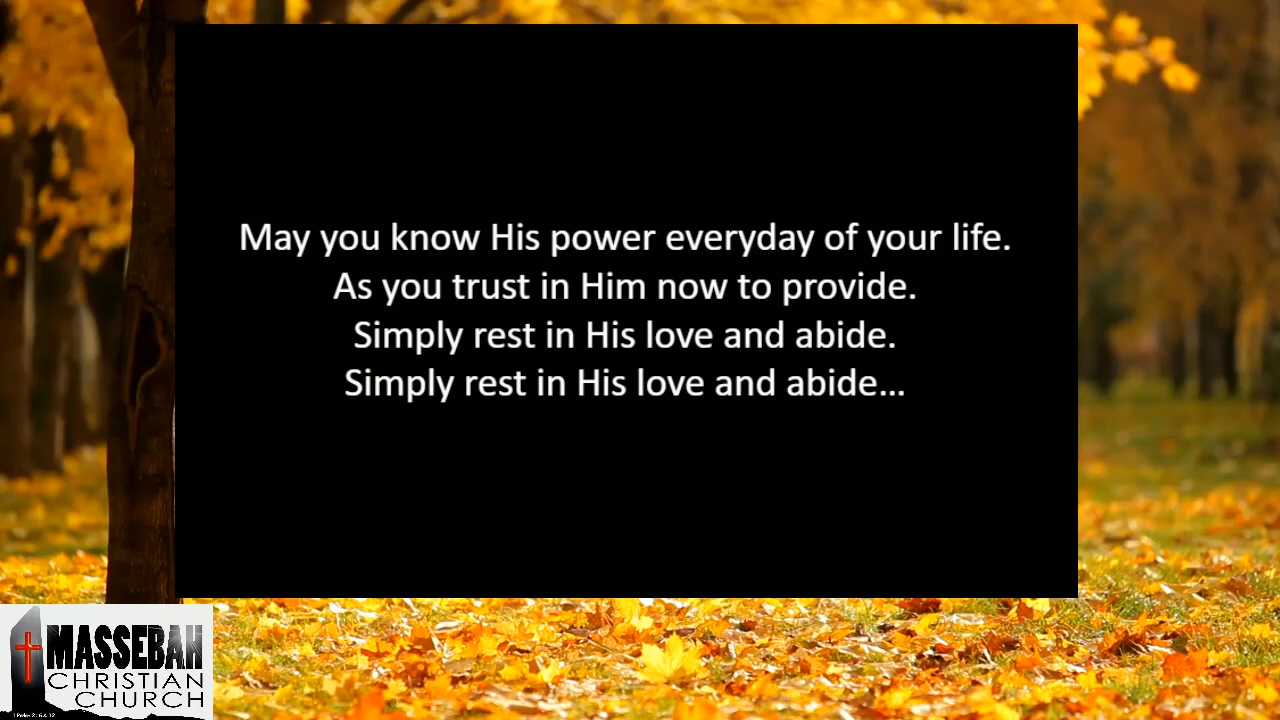 May you know His power everyday of your life.
As you trust in Him now to provide.
Simply rest in His love and abide.
Simply rest in His love and abide...
MASSEBAH
CHRISTIAN
CHURCH